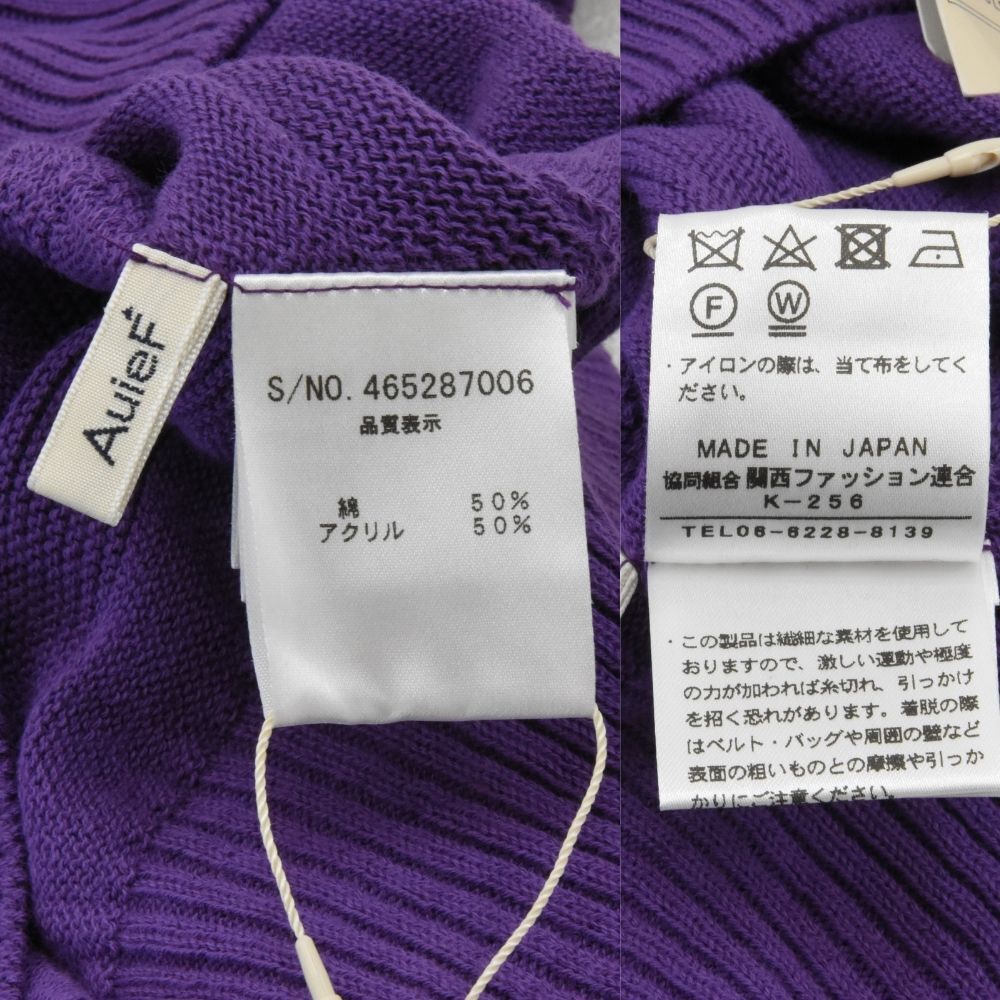 AuieF
S/NO. 465287006
品質表示
綿 50%
アクリル 50%
F W
・アイロンの際は、当て布をしてく
ださい。
MADE IN JAPAN
協同組合 関西ファッション連合
K-256
TEL06-6228-8139
・この製品は繊細な素材を使用して
おりますので、激しい運動や極度
の力が加われば糸切れ、引っかけ
を招く恐れがあります。着脱の際
はベルト・バッグや周囲の壁など
表面の粗いものとの摩擦や引っか
かりにご注意ください。